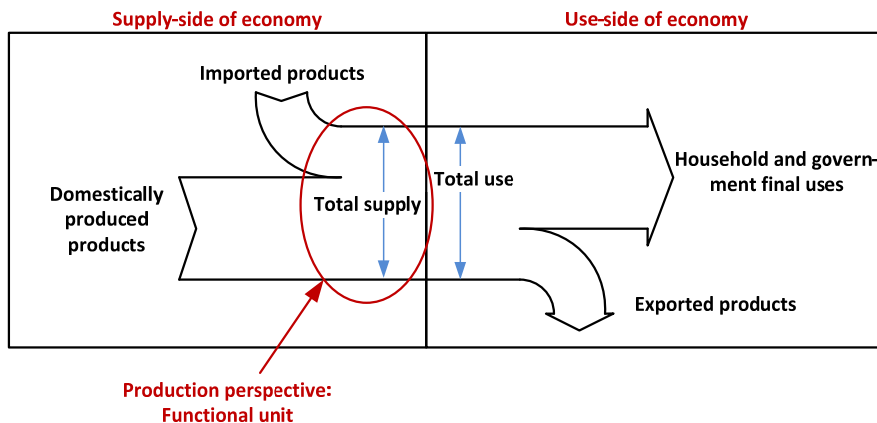 Supply-side of economy
Use-side of economy
Imported products
Domestically
produced
products
Total supply
Total use
Household and govern-
ment final uses
Exported products
Production perspective:
Functional unit